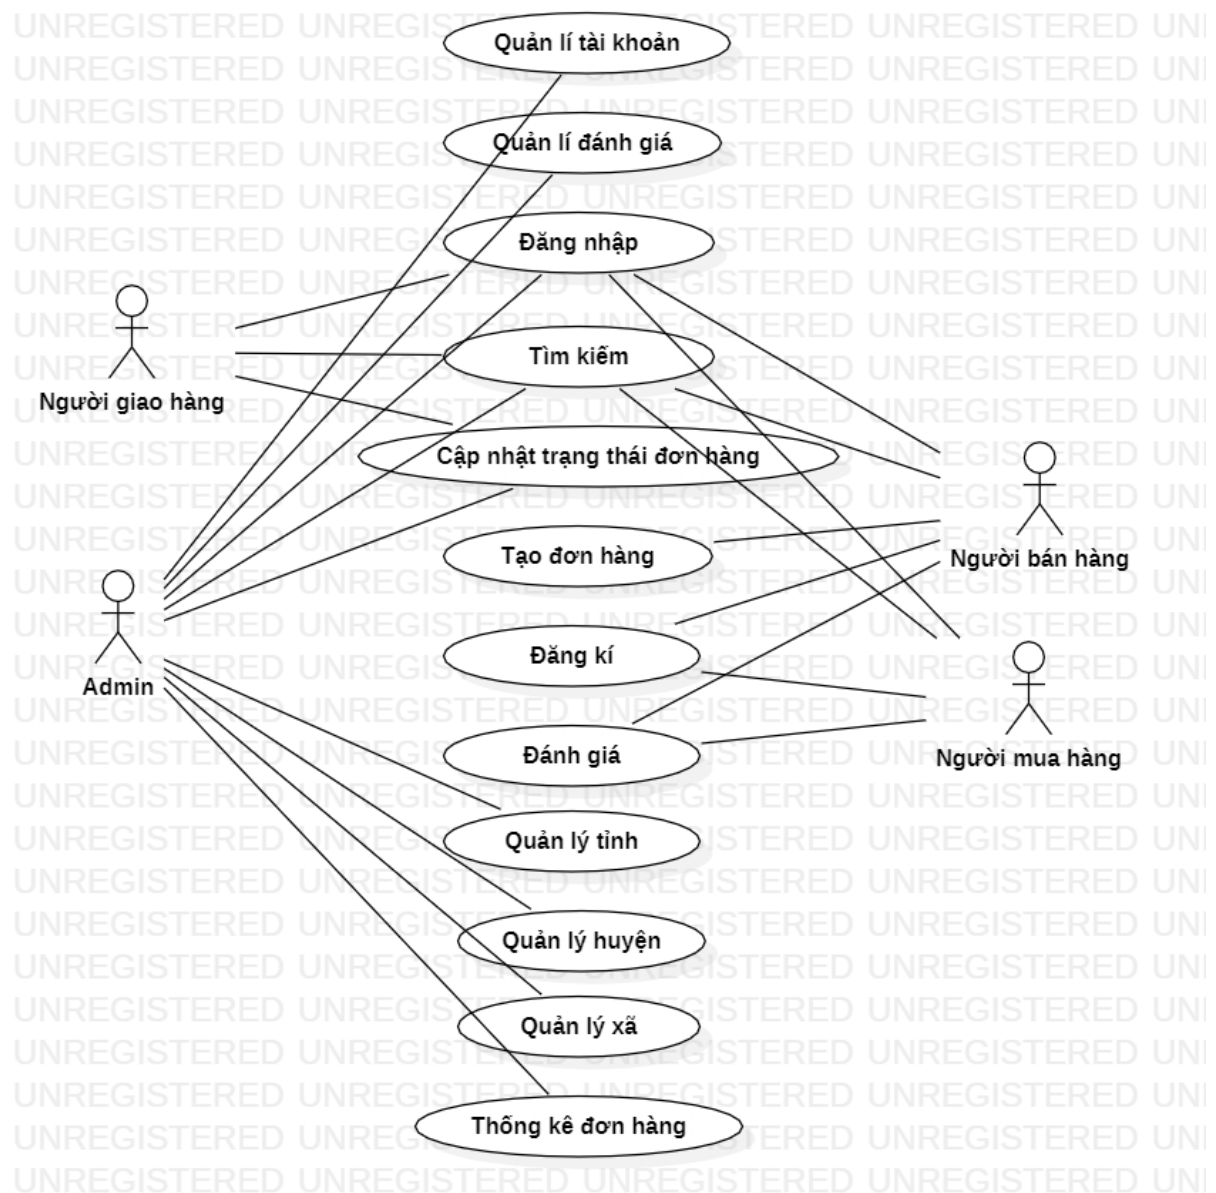 Quản lí tài khoản
Quản lí đánh giá
Đăng nhập
Tìm kiếm
Người giao hàng
Cập nhật trạng thái đơn hàng
Tạo đơn hàng
Người bán hàng
Đăng kí
Admin
Đánh giá
Người mua hàng
Quản lý tỉnh
Quản lý huyện
Quản lý xã
Thống kê đơn hàng
UNREGISTERED